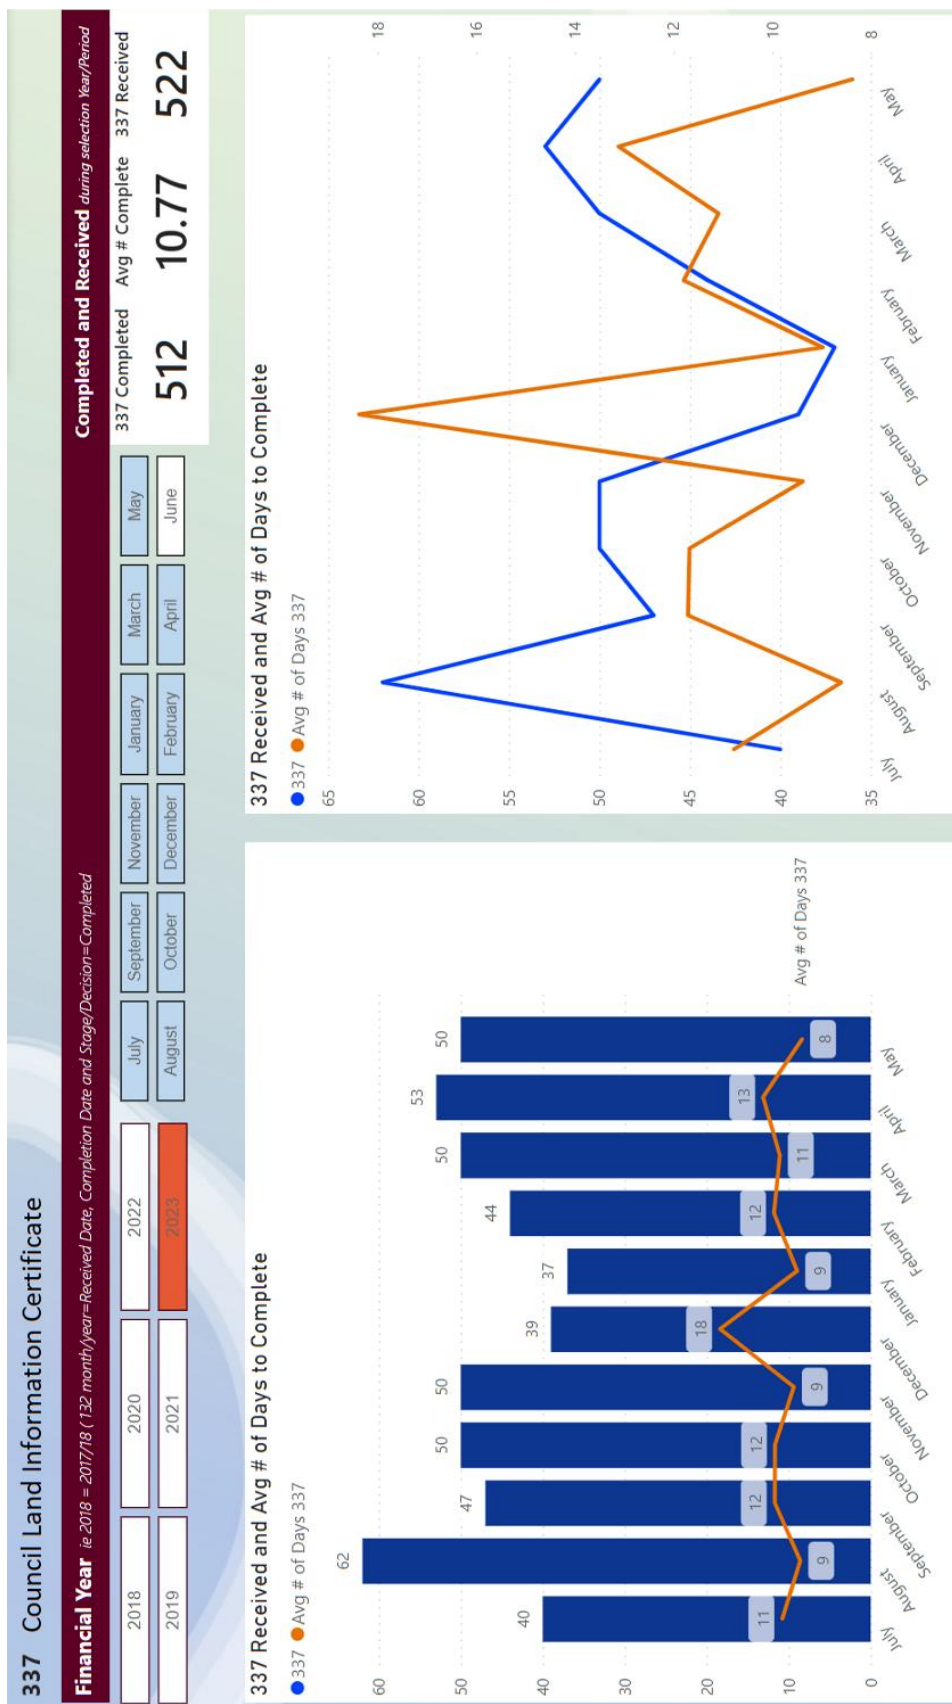 337 Council Land Information Certificate
Financial Year ie 2018 = 2017/18 ( 132 month/year=Received Date, Completion Date and Stage/Decision=Completed
Completed and Received during selection Year/Period
2018 2020 2022
2019 2021 2023
July September November January March May
August October December February April June
337 Completed Avg # Complete 337 Received
512 10.77 522
337 Received and Avg # of Days to Complete
337 Avg # of Days 337
60
50
40
30
20
10
0
40 62 47 50 50 39 37 44 50 53 50
11 9 12 12 9 18 9 12 11 13 8
Avg # of Days 337
July August September October November December January February March April May
337 Received and Avg # of Days to Complete
337 Avg # of Days 337
65
60
55
50
45
40
35
18
16
14
12
10
8
July August September October November December January February March April May